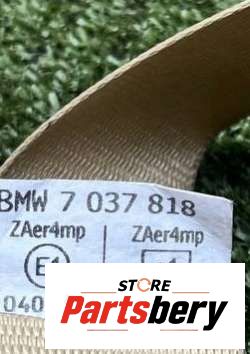 BMW 7 037 818
ZAer4mp ZAer4mp
E1
040
STORE
Partsbery